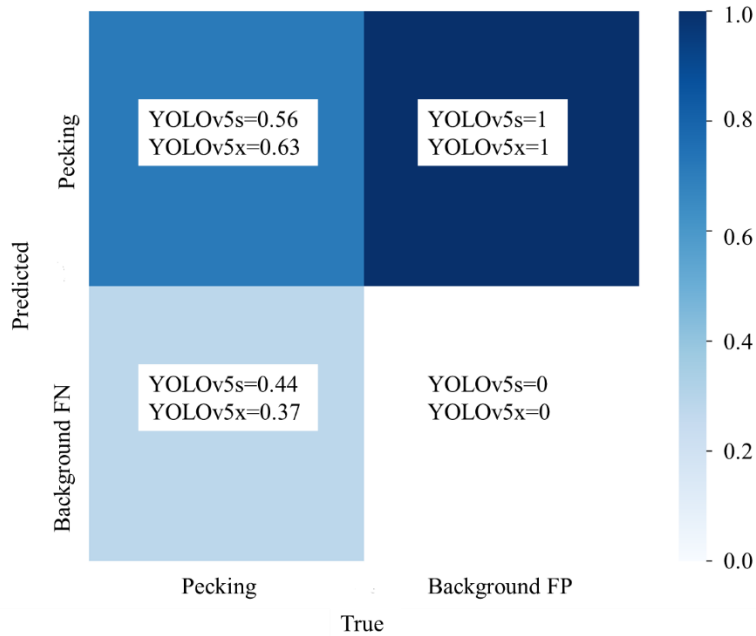 Pecking
YOLOv5s=0.56
YOLOv5x=0.63
YOLOv5s=1
YOLOv5x=1
Predicted
Background FN
YOLOv5s=0.44
YOLOv5x=0.37
YOLOv5s=0
YOLOv5x=0
Pecking
Background FP
True
1.0
0.8
0.6
0.4
0.2
0.0